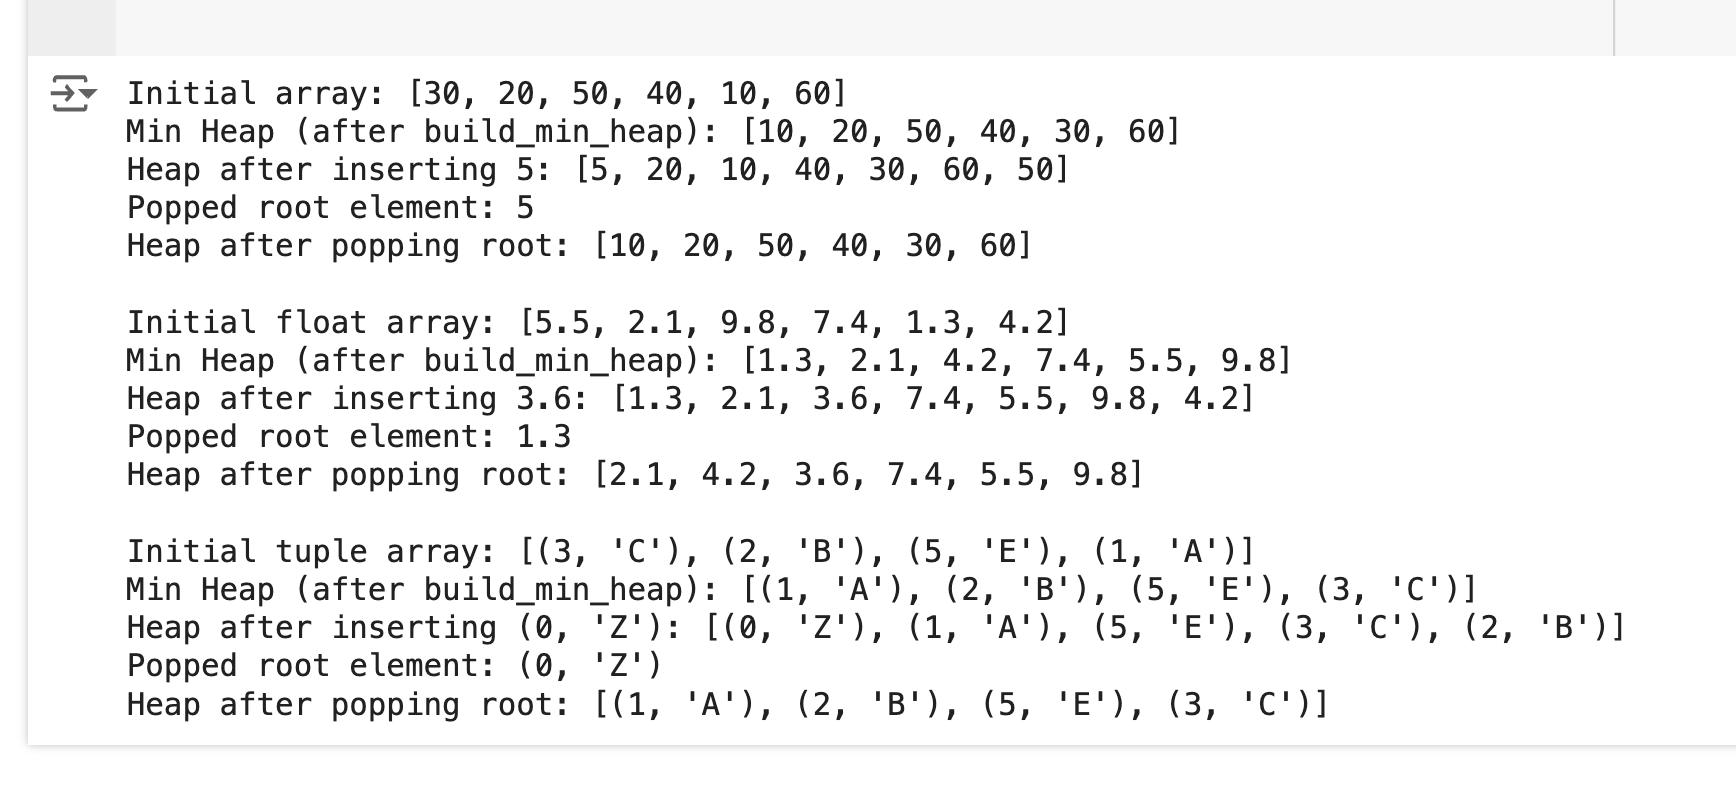 Initial array: [30, 20, 50, 40, 10, 60]
Min Heap (after build_min_heap): [10, 20, 50, 40, 30, 60]
Heap after inserting 5: [5, 20, 10, 40, 30, 60, 50]
Popped root element: 5
Heap after popping root: [10, 20, 50, 40, 30, 60]

Initial float array: [5.5, 2.1, 9.8, 7.4, 1.3, 4.2]
Min Heap (after build_min_heap): [1.3, 2.1, 4.2, 7.4, 5.5, 9.8]
Heap after inserting 3.6: [1.3, 2.1, 3.6, 7.4, 5.5, 9.8, 4.2]
Popped root element: 1.3
Heap after popping root: [2.1, 4.2, 3.6, 7.4, 5.5, 9.8]

Initial tuple array: [(3, 'C'), (2, 'B'), (5, 'E'), (1, 'A')]
Min Heap (after build_min_heap): [(1, 'A'), (2, 'B'), (5, 'E'), (3, 'C')]
Heap after inserting (0, 'Z'): [(0, 'Z'), (1, 'A'), (5, 'E'), (3, 'C'), (2, 'B')]
Popped root element: (0, 'Z')
Heap after popping root: [(1, 'A'), (2, 'B'), (5, 'E'), (3, 'C')]